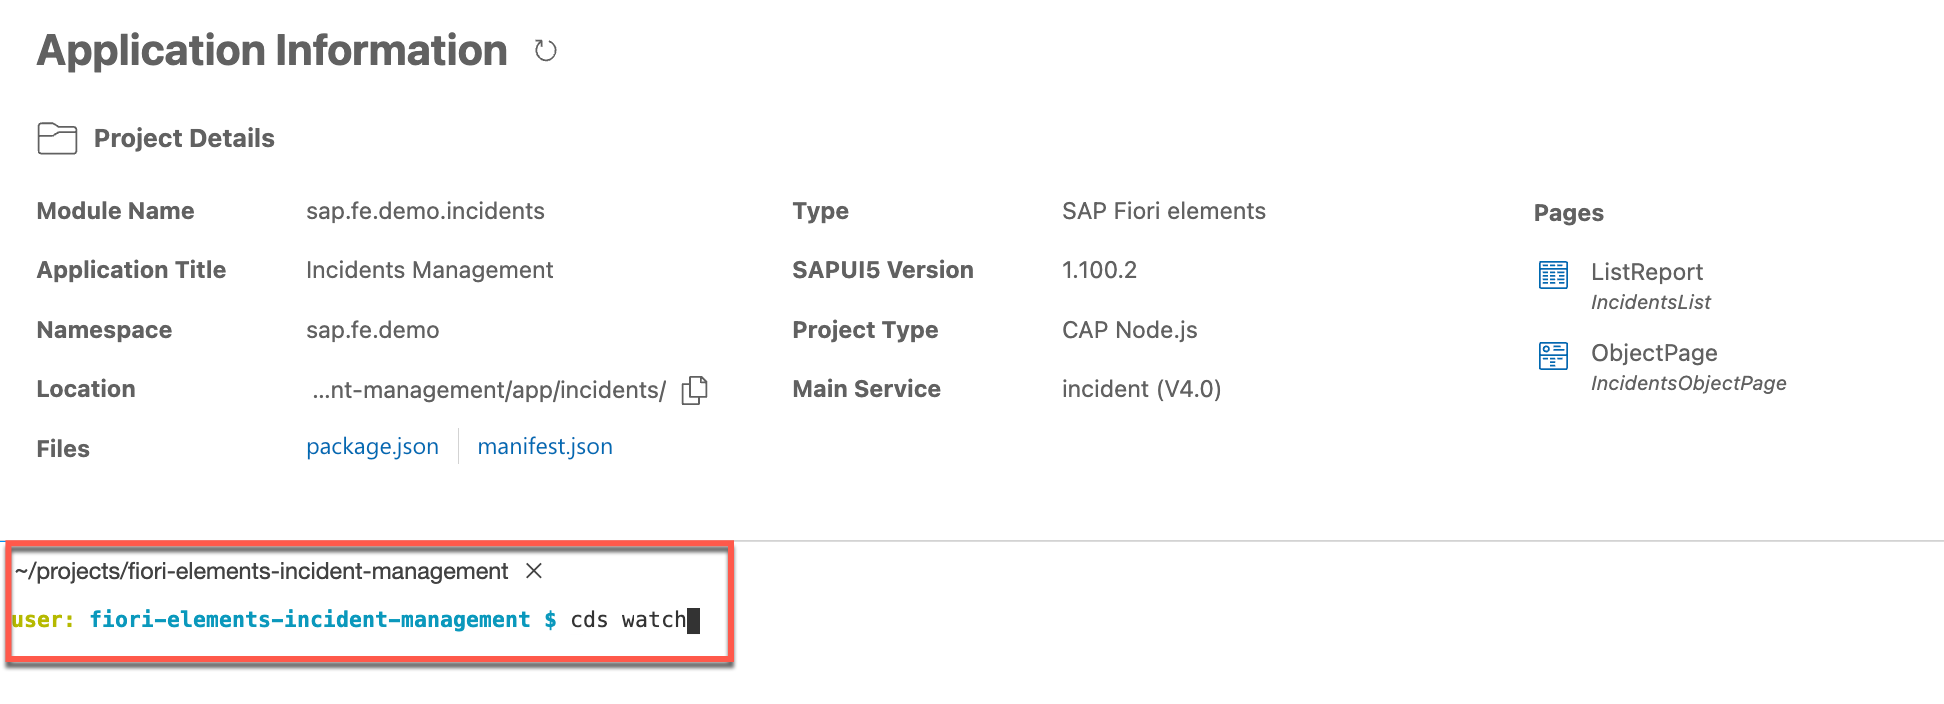 Application Information
Project Details
Module Name sap.fe.demo.incidents
Application Title Incidents Management
Namespace sap.fe.demo
Location ...nt-management/app/incidents/
Files package.json manifest.json
Type SAP Fiori elements
SAPUI5 Version 1.100.2
Project Type CAP Node.js
Main Service incident (V4.0)
Pages
ListReport
IncidentsList
ObjectPage
IncidentsObjectPage
~/projects/fiori-elements-incident-management
user: fiori-elements-incident-management $ cds watch